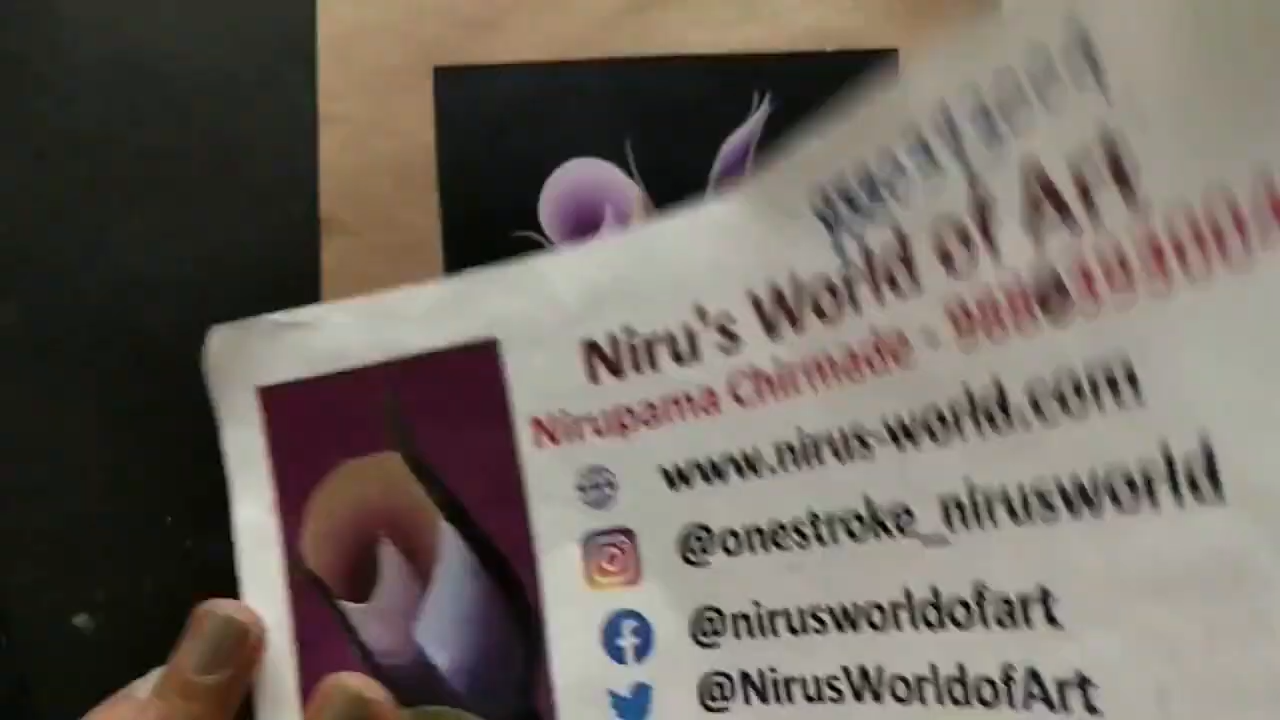 Niru's World of Art
Nirupama Chirmade -
www.nirus-world.com
@onestroke_nirusworld
@nirusworldofart
@NirusWorldofArt